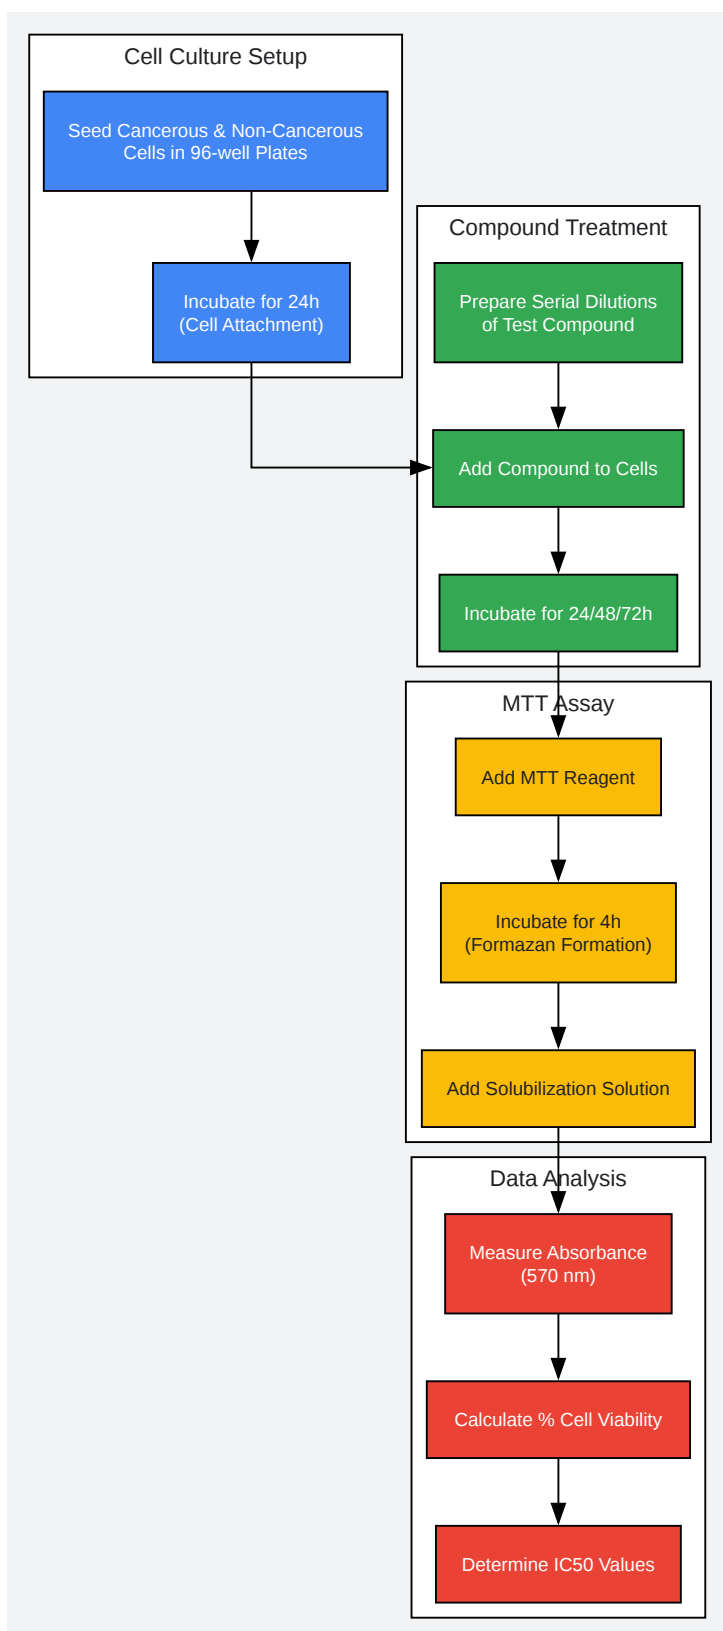 Cell Culture Setup
Seed Cancerous & Non-Cancerous
Cells in 96-well Plates
Incubate for 24h
(Cell Attachment)
Compound Treatment
Prepare Serial Dilutions
of Test Compound
Add Compound to Cells
Incubate for 24/48/72h
MTT Assay
Add MTT Reagent
Incubate for 4h
(Formazan Formation)
Add Solubilization Solution
Data Analysis
Measure Absorbance
(570 nm)
Calculate % Cell Viability
Determine IC50 Values